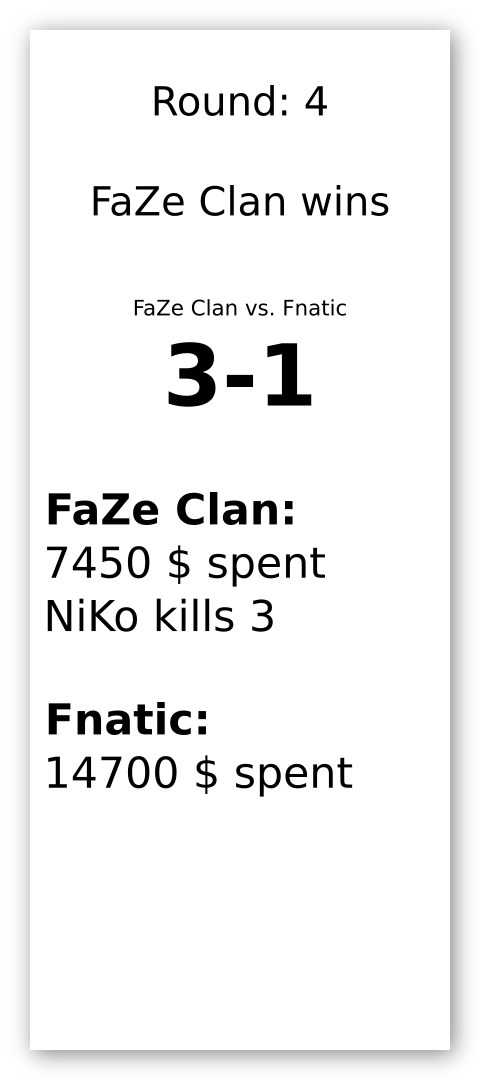 Round: 4
FaZe Clan wins
FaZe Clan vs. Fnatic
3-1
FaZe Clan:
7450 $ spent
NiKo kills 3
Fnatic:
14700 $ spent